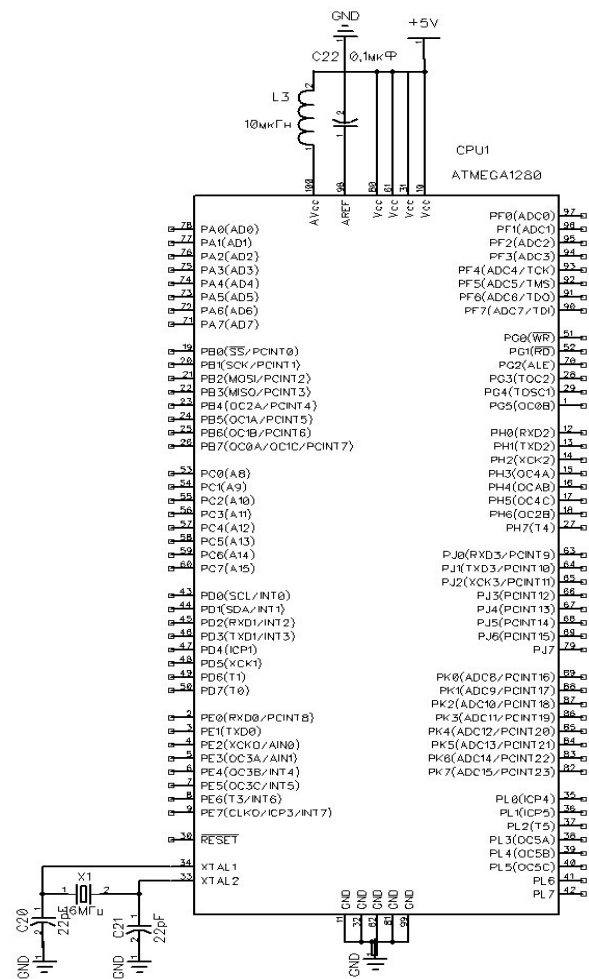 GND
+5V
C22 0,1мкФ
L3
10мкГн
CPU1
ATMEGA1280
100 98 80 61 31 10
AVcc AREF Vcc Vcc Vcc Vcc
78 PA0(AD0)
77 PA1(AD1)
76 PA2(AD2)
75 PA3(AD3)
74 PA4(AD4)
73 PA5(AD5)
72 PA6(AD6)
71 PA7(AD7)
19 PB0(SS/PCINT0)
20 PB1(SCK/PCINT1)
21 PB2(MOSI/PCINT2)
22 PB3(MISO/PCINT3)
23 PB4(OC2A/PCINT4)
24 PB5(OC1A/PCINT5)
25 PB6(OC1B/PCINT6)
26 PB7(OC0A/OC1C/PCINT7)
53 PC0(A8)
54 PC1(A9)
55 PC2(A10)
56 PC3(A11)
57 PC4(A12)
58 PC5(A13)
59 PC6(A14)
60 PC7(A15)
43 PD0(SCL/INT0)
44 PD1(SDA/INT1)
45 PD2(RXD1/INT2)
46 PD3(TXD1/INT3)
47 PD4(ICP1)
48 PD5(XCK1)
49 PD6(T1)
50 PD7(T0)
2 PE0(RXD0/PCINT8)
3 PE1(TXD0)
4 PE2(XCKO/AIN0)
5 PE3(OC3A/AIN1)
6 PE4(OC3B/INT4)
7 PE5(OC3C/INT5)
8 PE6(T3/INT6)
9 PE7(CLKO/ICP3/INT7)
30 RESET
34 XTAL1
33 XTAL2
PF0(ADC0) 97
PF1(ADC1) 96
PF2(ADC2) 95
PF3(ADC3) 94
PF4(ADC4/TCK) 93
PF5(ADC5/TMS) 92
PF6(ADC6/TDO) 91
PF7(ADC7/TDI) 90
PG0(WR) 51
PG1(RD) 52
PG2(ALE) 70
PG3(TOC2) 28
PG4(TOSC1) 29
PG5(OC0B) 1
PH0(RXD2) 12
PH1(TXD2) 13
PH2(XCK2) 14
PH3(OC4A) 15
PH4(OCAB) 16
PH5(OC4C) 17
PH6(OC2B) 18
PH7(T4) 27
PJ0(RXD3/PCINT9) 63
PJ1(TXD3/PCINT10) 64
PJ2(XCK3/PCINT11) 65
PJ3(PCINT12) 66
PJ4(PCINT13) 67
PJ5(PCINT14) 68
PJ6(PCINT15) 69
PJ7 79
PK0(ADC8/PCINT16) 89
PK1(ADC9/PCINT17) 88
PK2(ADC10/PCINT18) 87
PK3(ADC11/PCINT19) 86
PK4(ADC12/PCINT20) 85
PK5(ADC13/PCINT21) 84
PK6(ADC14/PCINT22) 83
PK7(ADC15/PCINT23) 82
PL0(ICP4) 35
PL1(ICP5) 36
PL2(T5) 37
PL3(OC5A) 38
PL4(OC5B) 39
PL5(OC5C) 40
PL6 41
PL7 42
X1
1 2
C20 22pF
C21 22pF
GND GND GND GND GND
11 32 62 81 99
GND
GND
GND